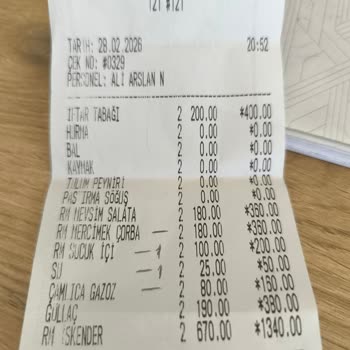 121 #121
TARİH: 28.02.2026 20:52
ÇEK NO: #0329
PERSONEL: ALİ ARSLAN N
İFTAR TABAĞI 2 200.00 *400.00
HURMA 2 0.00 *0.00
BAL 2 0.00 *0.00
KAYMAK 2 0.00 *0.00
TULUM PEYNİRİ 2 0.00 *0.00
PASTIRMA SÖĞÜŞ 2 0.00 *0.00
RM MEVSİM SALATA 2 180.00 *360.00
RM MERCİMEK ÇORBA — 2 180.00 *360.00
RM SUCUK İÇİ — 1 2 100.00 *200.00
SU — 1 2 25.00 *50.00
ÇAMLICA GAZOZ — 2 80.00 *160.00
GÜLLAÇ 2 190.00 *380.00
RM İSKENDER 2 670.00 *1340.00